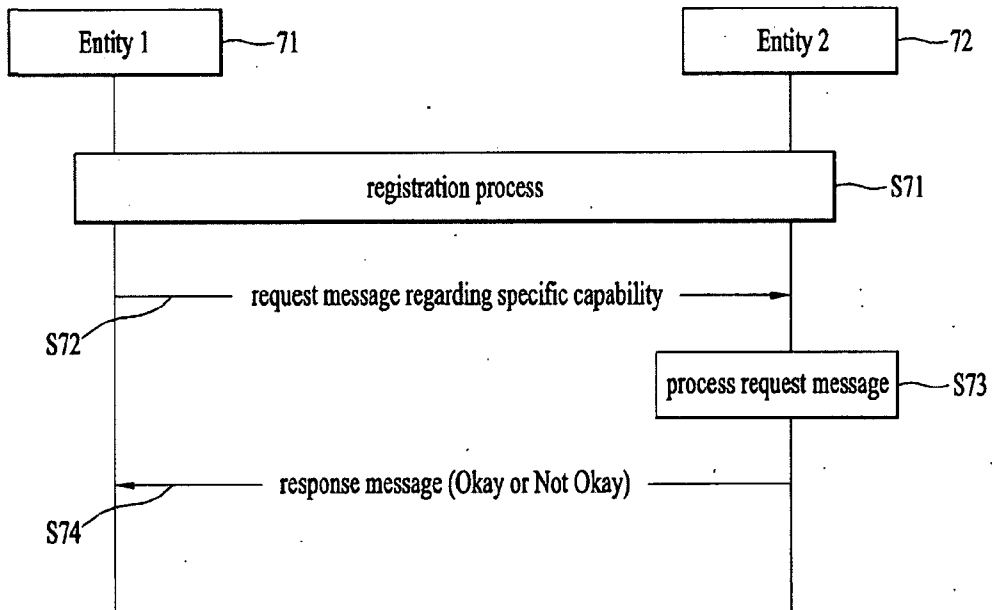 Entity 1
71
Entity 2
72
registration process
S71
request message regarding specific capability
S72
process request message
S73
response message (Okay or Not Okay)
S74